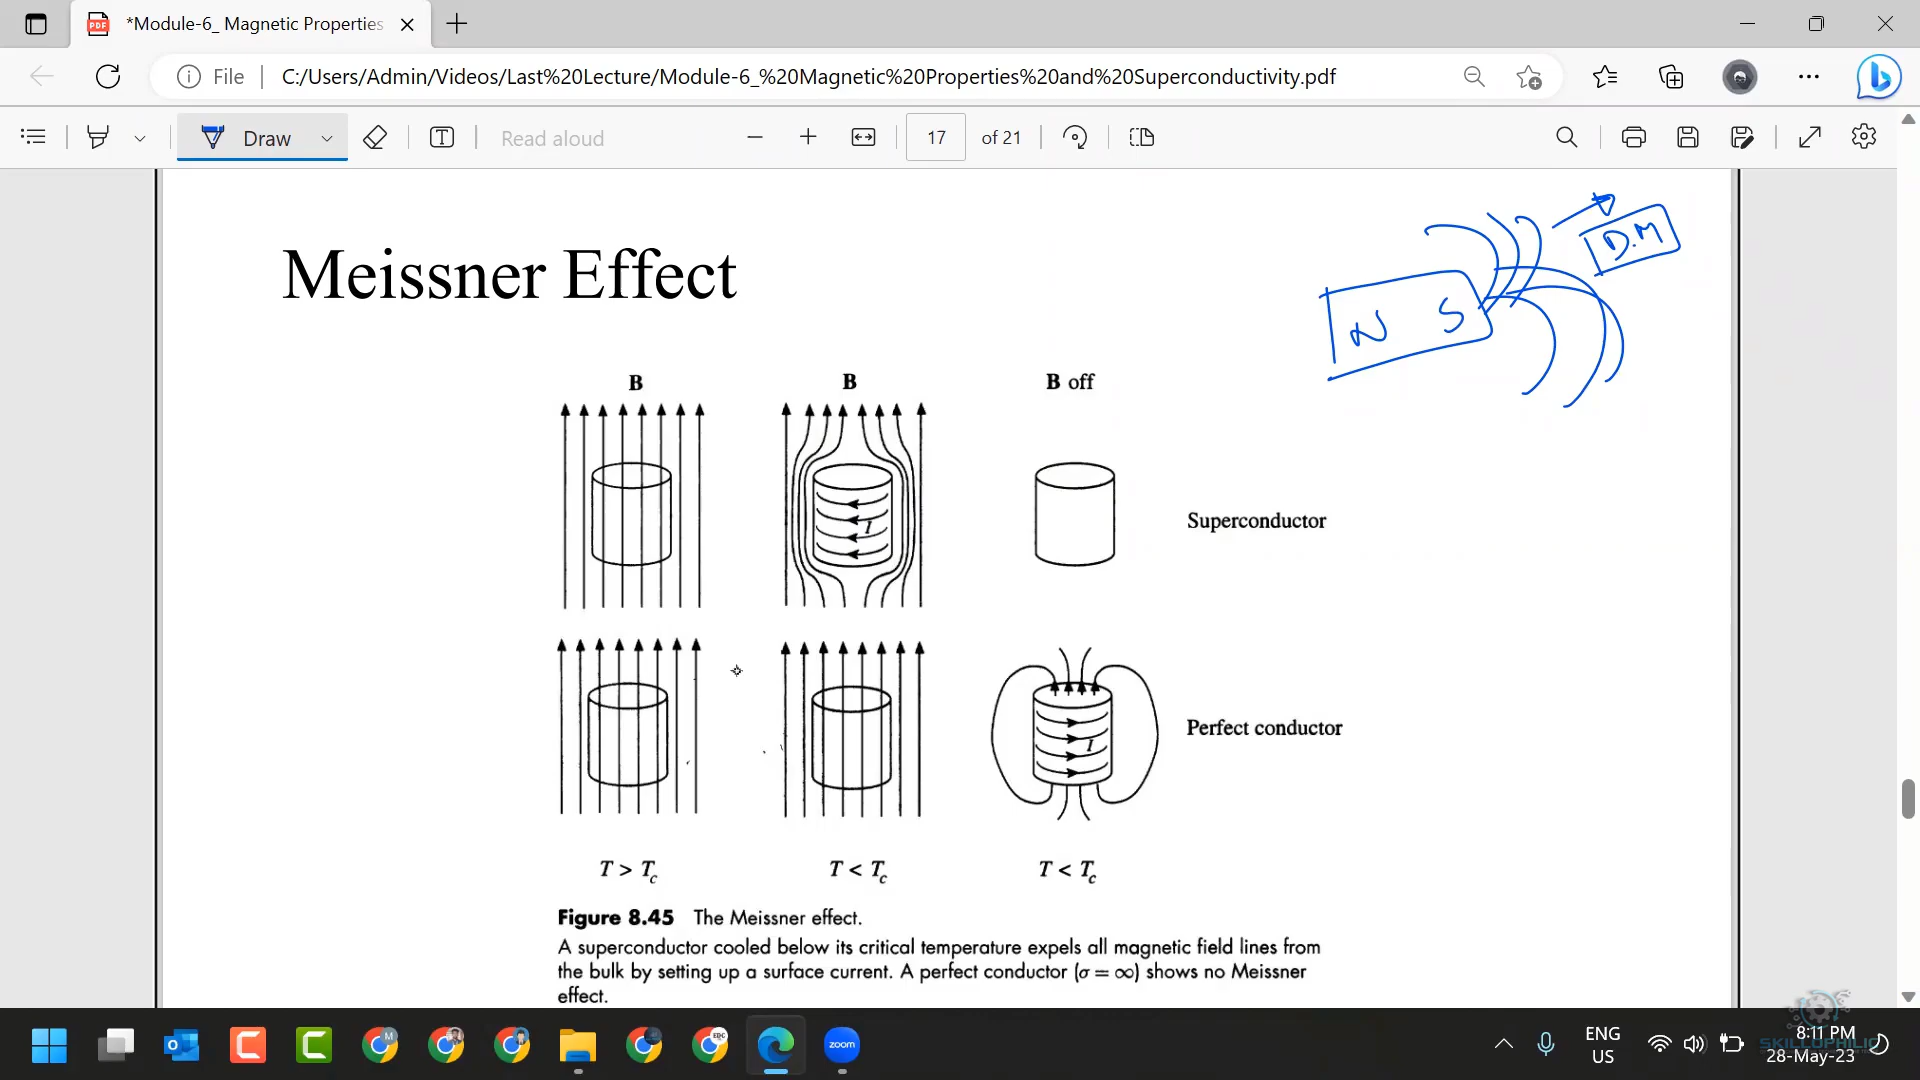 *Module-6_ Magnetic Properties
File
C:/Users/Admin/Videos/Last%20Lecture/Module-6_%20Magnetic%20Properties%20and%20Superconductivity.pdf
Draw
Read aloud
17 of 21
Meissner Effect
D.M
N S
B B B off
I
Superconductor
I
Perfect conductor
T > Tc T < Tc T < Tc
Figure 8.45 The Meissner effect.
A superconductor cooled below its critical temperature expels all magnetic field lines from
the bulk by setting up a surface current. A perfect conductor (σ = ∞) shows no Meissner
effect.
zoom
ENG
US
8:11 PM
28-May-23
SKILLOPHILIC